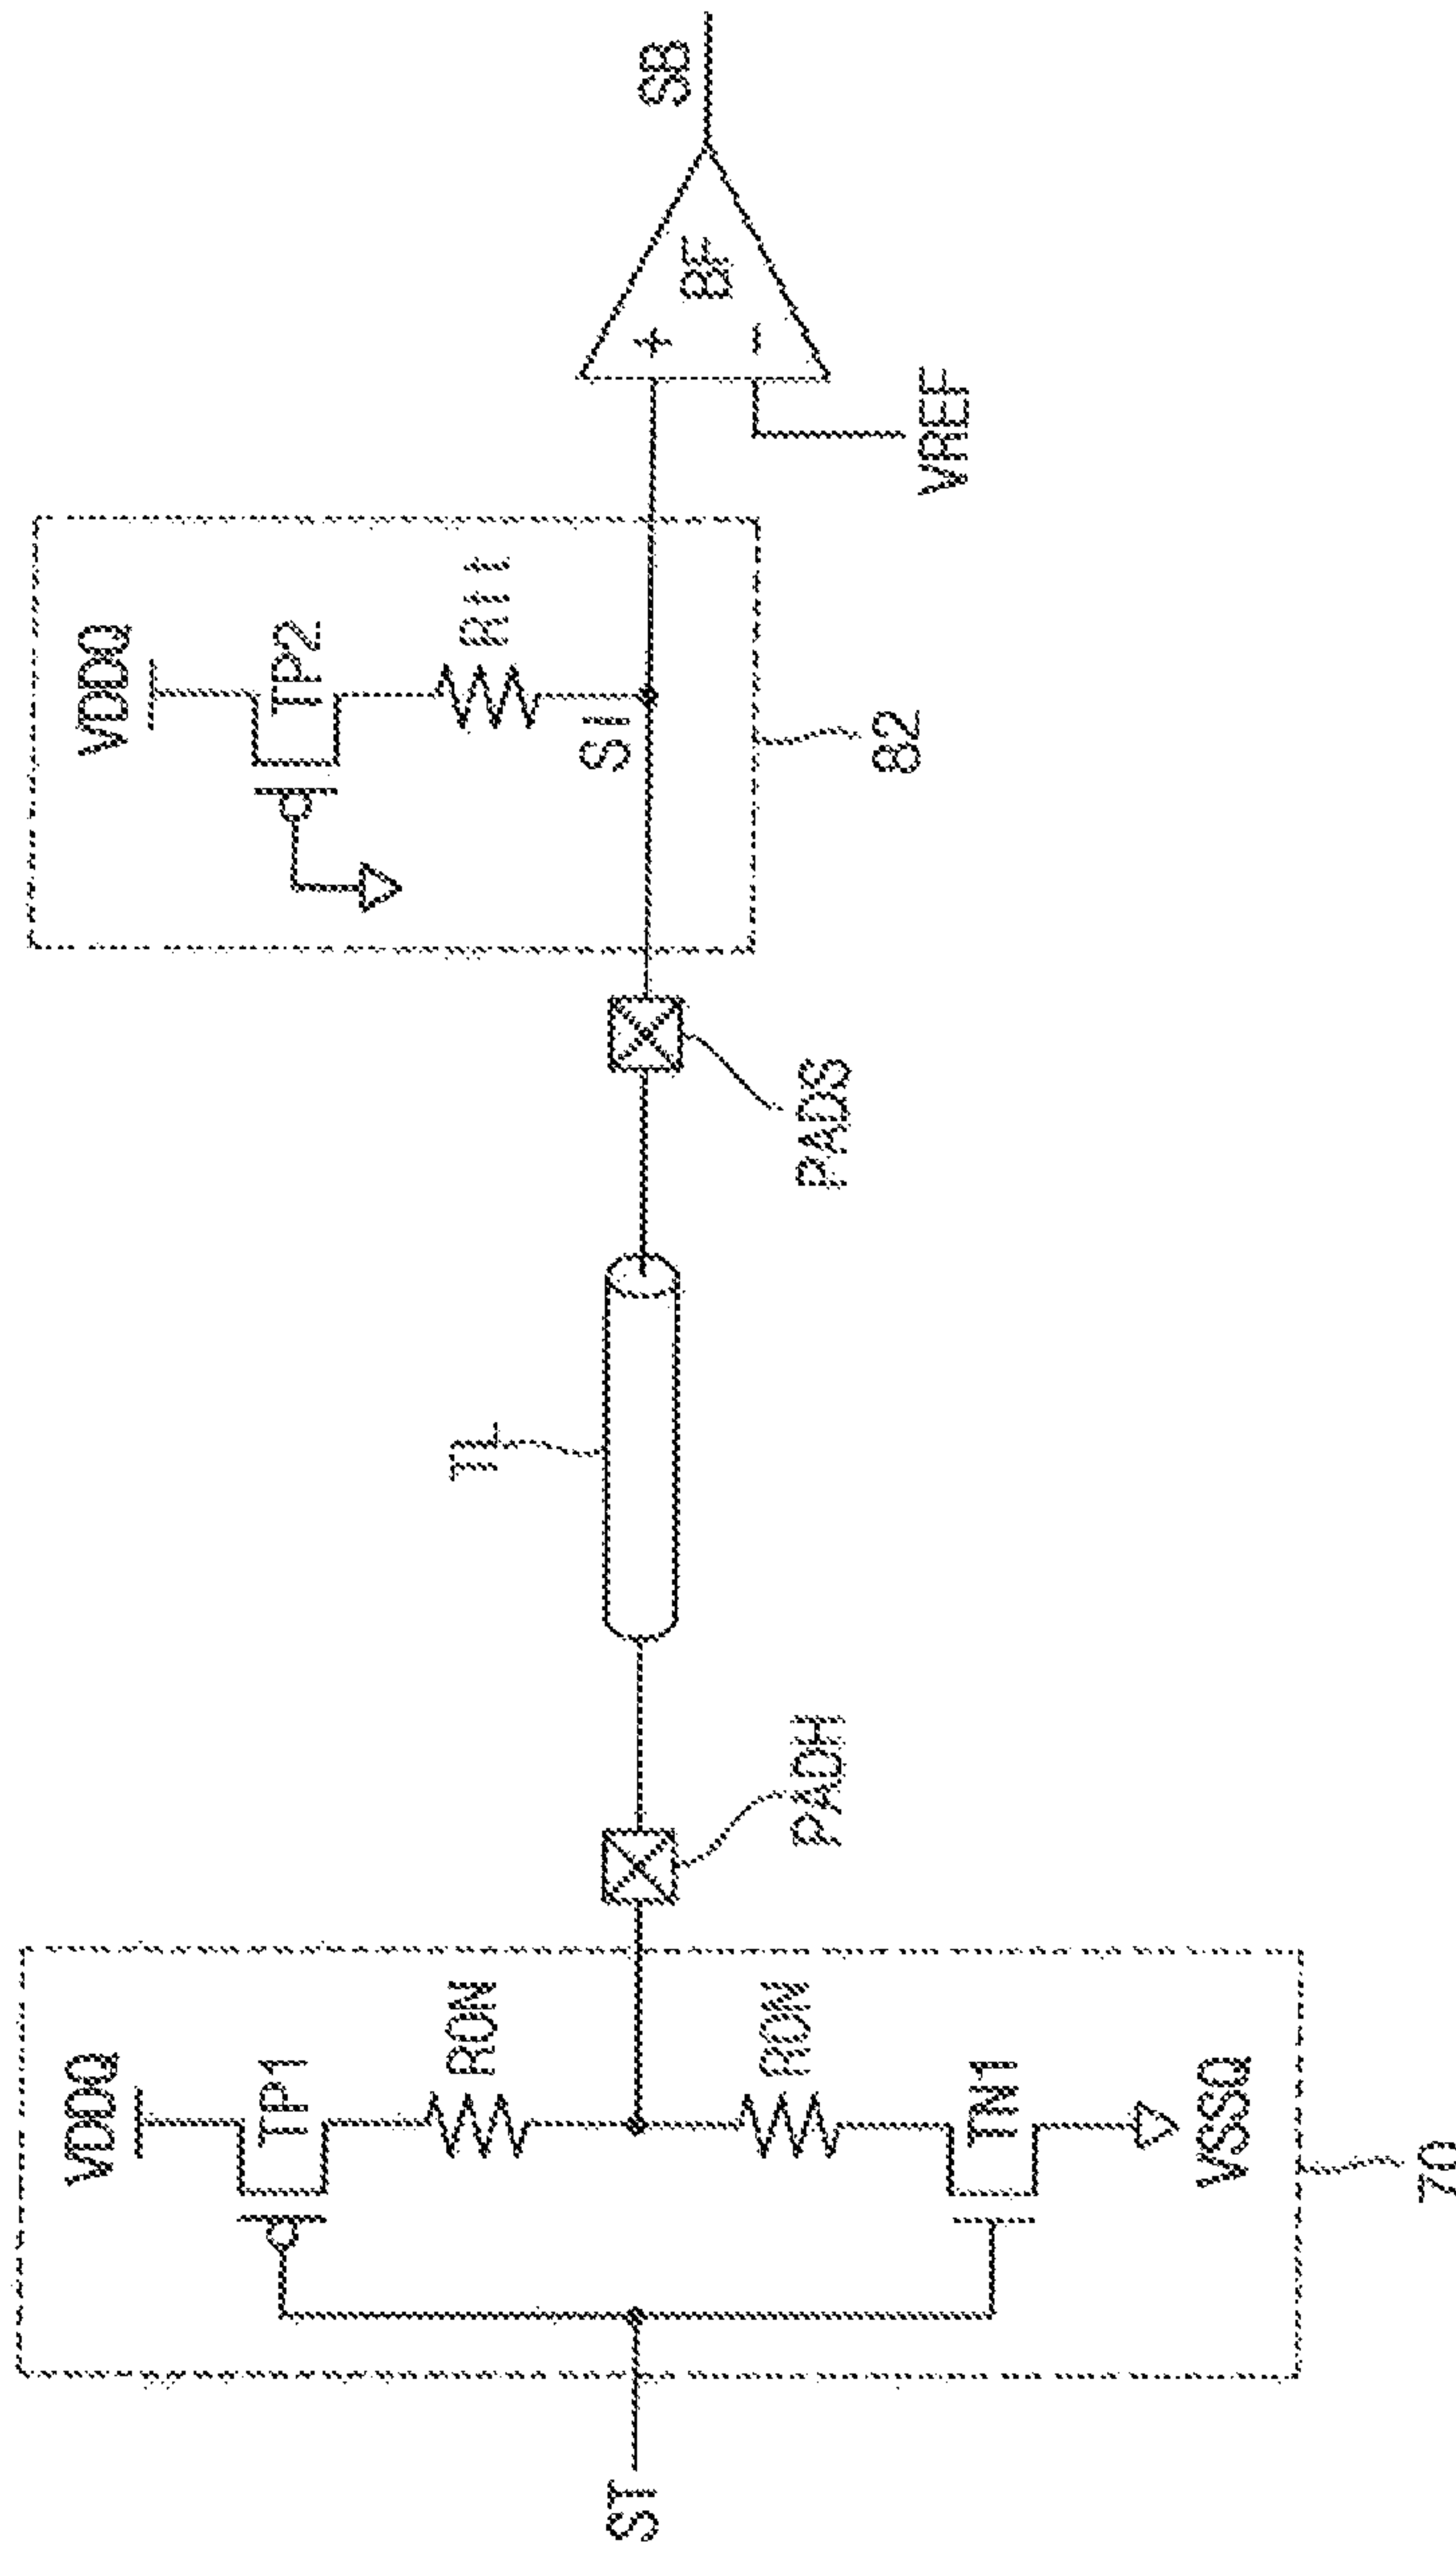 VDDQ
TP1
RON
ST
RON
TN1
VSSQ
70
PADH
TL
PADS
VDDQ
TP2
Rtt
SI
82
+
BF
-
VREF
SB